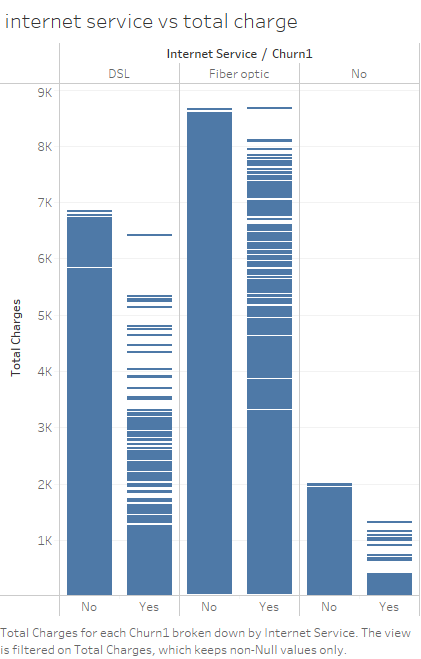 internet service vs total charge
Internet Service / Churn1
DSL Fiber optic No
9K
8K
7K
6K
5K
4K
3K
2K
1K
Total Charges
No Yes No Yes No Yes
Total Charges for each Churn1 broken down by Internet Service. The view
is filtered on Total Charges, which keeps non-Null values only.